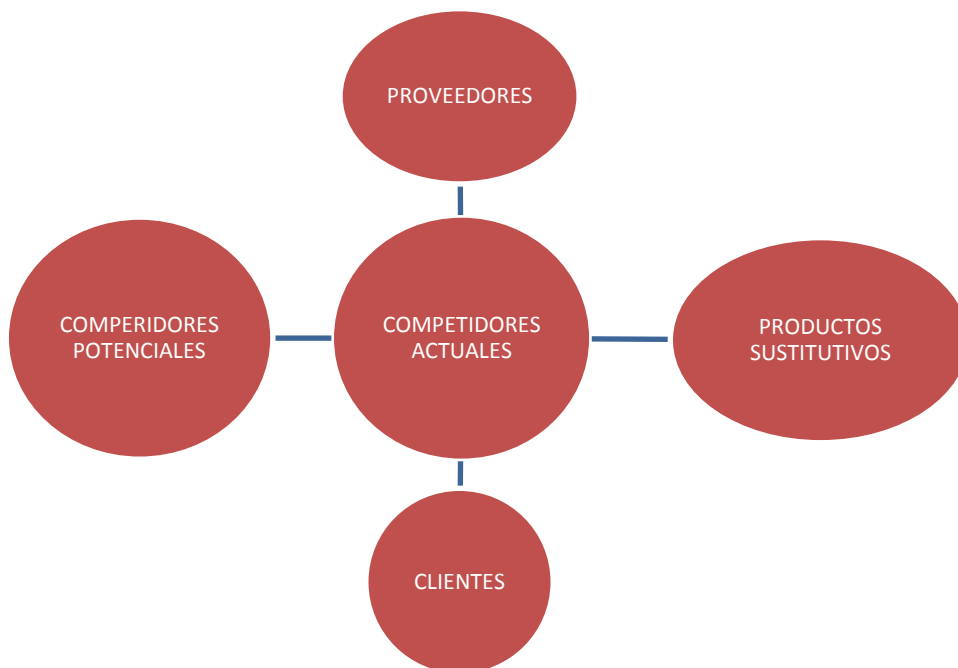 PROVEEDORES
COMPERIDORES
POTENCIALES
COMPETIDORES
ACTUALES
PRODUCTOS
SUSTITUTIVOS
CLIENTES